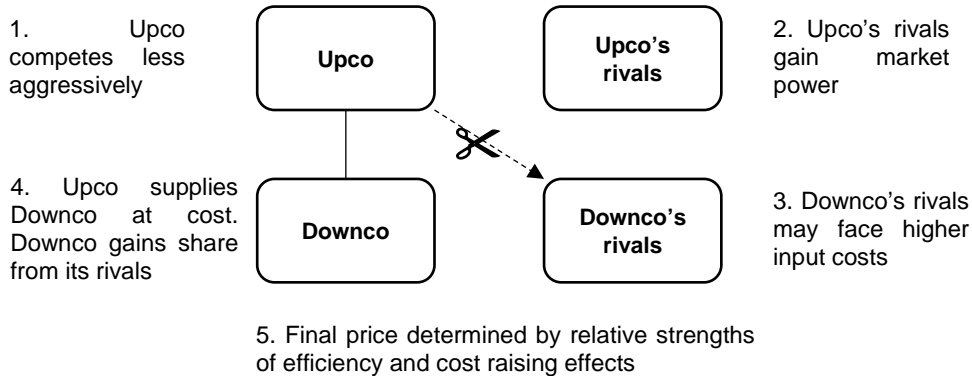 1. Upco
competes less
aggressively
Upco
Upco's
rivals
2. Upco's rivals
gain market
power
4. Upco supplies
Downco at cost.
Downco gains share
from its rivals
Downco
Downco's
rivals
3. Downco's rivals
may face higher
input costs
5. Final price determined by relative strengths
of efficiency and cost raising effects